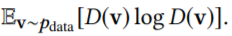 𝔼_{𝐯∼p_data}[D(𝐯) log D(𝐯)].